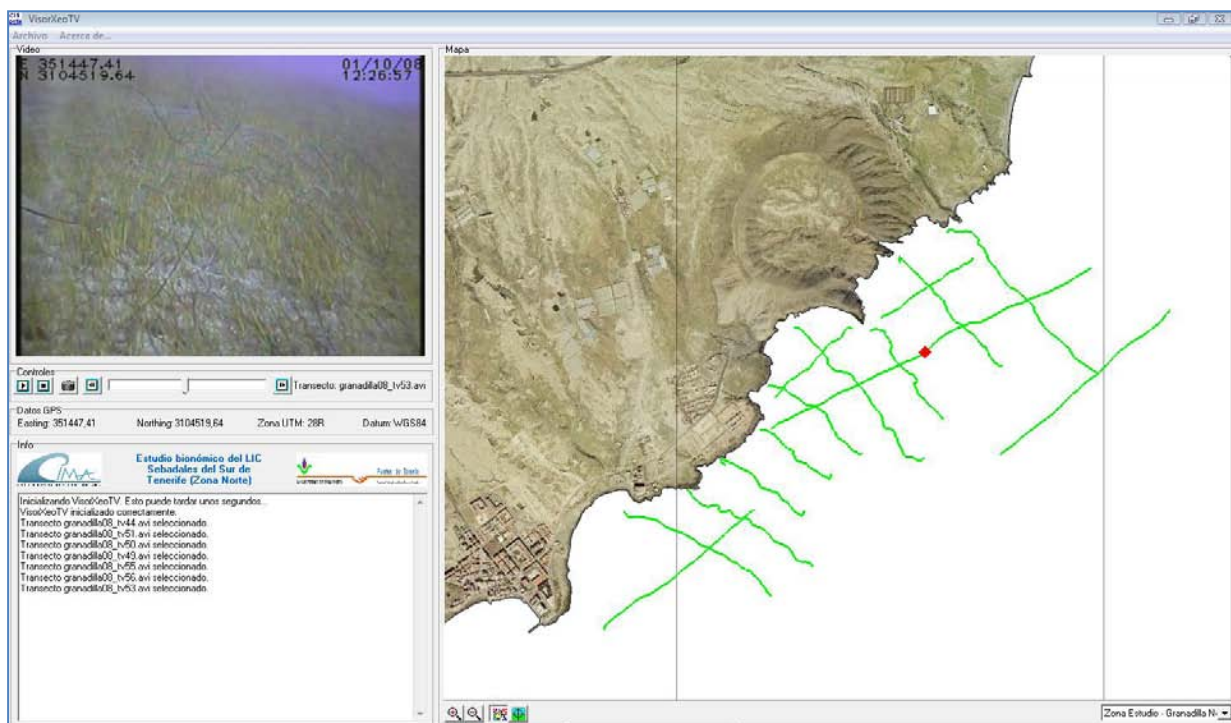 VisorXeoTV
Archivo Acerca de...
Video
E 351447.41 01/10/08
N 3104519.64 12:26:57
Controles
Transecto: granadilla08_tv53.avi
Datos GPS
Easting: 351447,41 Northing: 3104519,64 Zona UTM: 28R Datum: WGS84
Info
CIMA
Estudio bionómico del LIC
Sebadales del Sur de
Tenerife (Zona Norte)
Inicializando VisorXeoTV. Esto puede tardar unos segundos...
VisorXeoTV inicializado correctamente.
Transecto granadilla08_tv44.avi seleccionado.
Transecto granadilla08_tv51.avi seleccionado.
Transecto granadilla08_tv50.avi seleccionado.
Transecto granadilla08_tv49.avi seleccionado.
Transecto granadilla08_tv55.avi seleccionado.
Transecto granadilla08_tv56.avi seleccionado.
Transecto granadilla08_tv53.avi seleccionado.
Mapa
Zona Estudio - Granadilla N